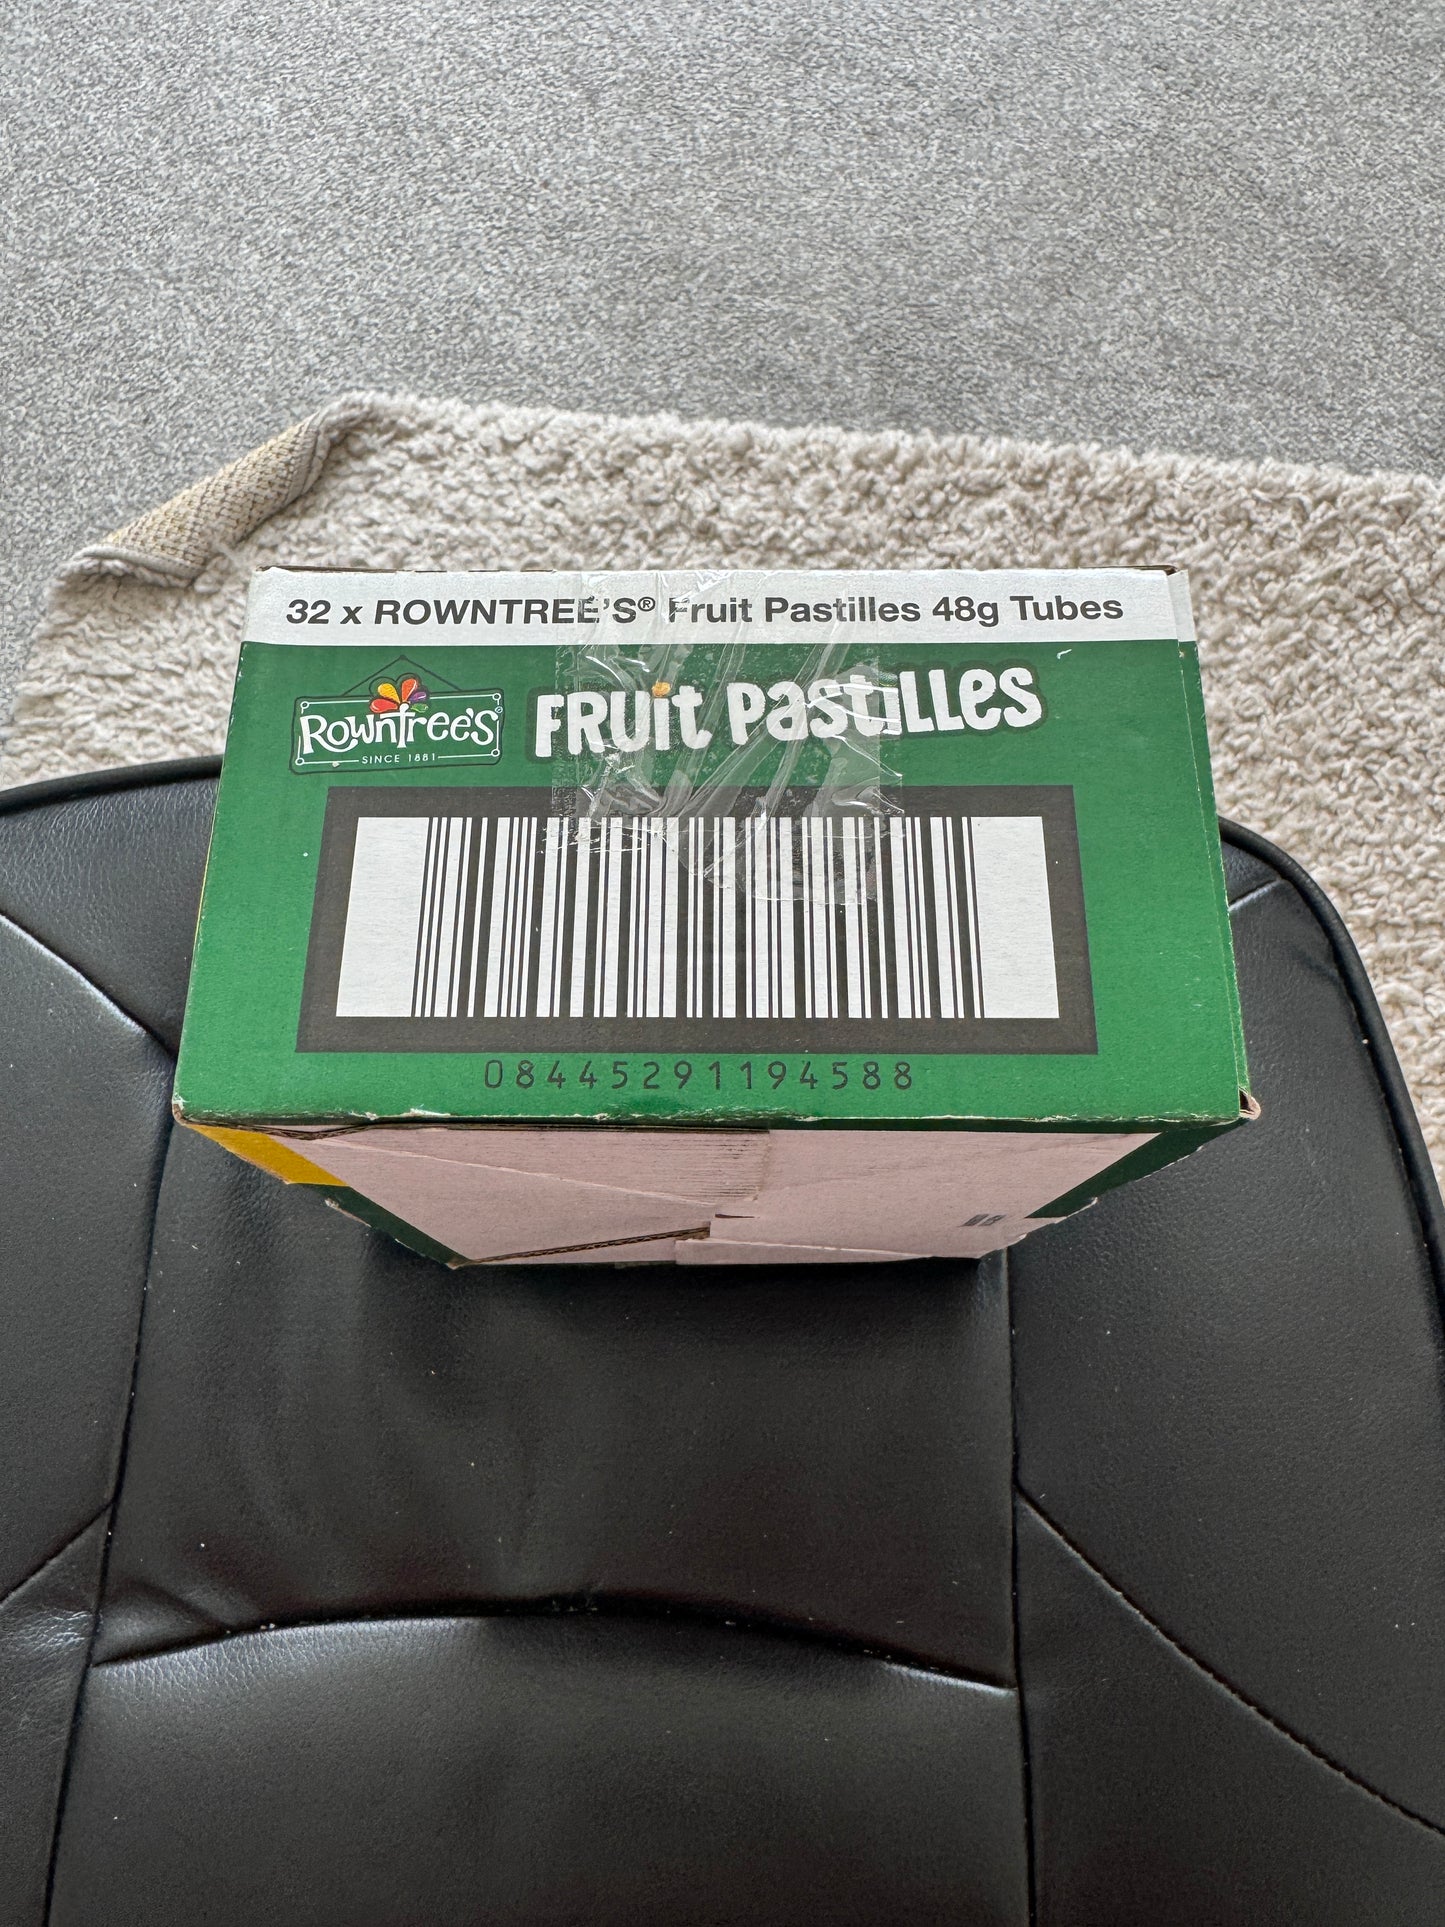 32 x ROWNTREE'S® Fruit Pastilles 48g Tubes
Rowntree's®
SINCE 1881
Fruit Pastilles
08445291194588